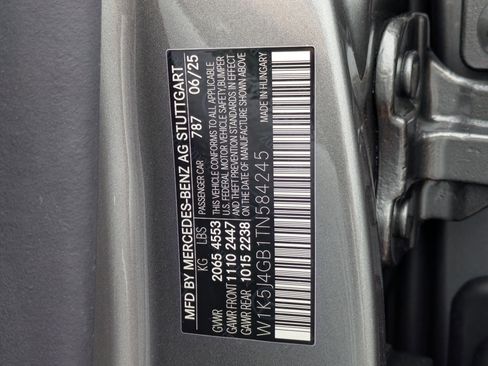 MFD BY MERCEDES-BENZ AG STUTTGART
787 06/25
PASSENGER CAR
KG LBS
THIS VEHICLE CONFORMS TO ALL APPLICABLE
U.S. FEDERAL MOTOR VEHICLE SAFETY, BUMPER
AND THEFT PREVENTION STANDARDS IN EFFECT
ON THE DATE OF MANUFACTURE SHOWN ABOVE
GVWR 2065 4553
GAWR FRONT 1110 2447
GAWR REAR 1015 2238
MADE IN HUNGARY
W1K5J4GB1TN584245